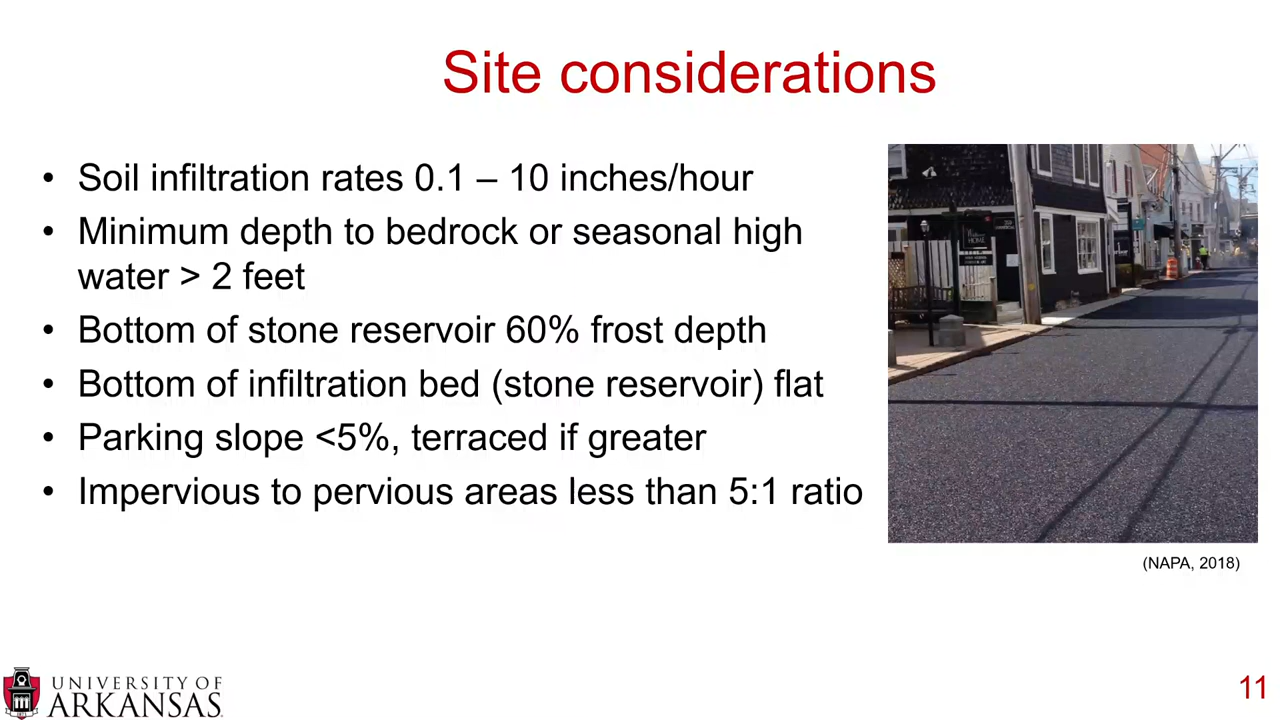 Site considerations
• Soil infiltration rates 0.1 – 10 inches/hour
• Minimum depth to bedrock or seasonal high
water > 2 feet
• Bottom of stone reservoir 60% frost depth
• Bottom of infiltration bed (stone reservoir) flat
• Parking slope <5%, terraced if greater
• Impervious to pervious areas less than 5:1 ratio
HOME
(NAPA, 2018)
UNIVERSITY OF
ARKANSAS
11